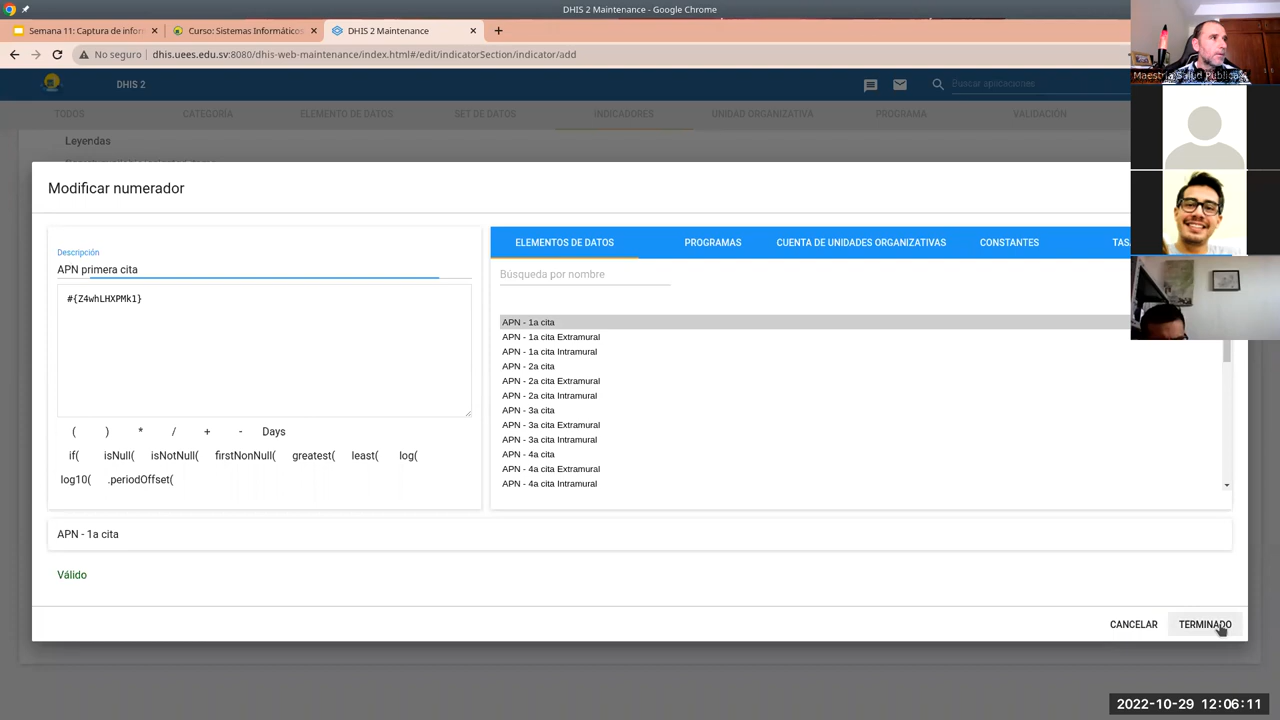 DHIS 2 Maintenance - Google Chrome
Semana 11: Captura de infor
Curso: Sistemas Informáticos
DHIS 2 Maintenance
No seguro
dhis.uees.edu.sv:8080/dhis-web-maintenance/index.html#/edit/indicatorSection/indicator/add
DHIS 2
Buscar aplicaciones
TODOS CATEGORÍA ELEMENTO DE DATOS SET DE DATOS INDICADORES UNIDAD ORGANIZATIVA PROGRAMA VALIDACIÓN
Leyendas
Modificar numerador
Descripción
APN primera cita
#{Z4whLHXPMk1}
( ) * / + - Days
if( isNull( isNotNull( firstNonNull( greatest( least( log(
log10( .periodOffset(
ELEMENTOS DE DATOS PROGRAMAS CUENTA DE UNIDADES ORGANIZATIVAS CONSTANTES TAS
Búsqueda por nombre
APN - 1a cita
APN - 1a cita Extramural
APN - 1a cita Intramural
APN - 2a cita
APN - 2a cita Extramural
APN - 2a cita Intramural
APN - 3a cita
APN - 3a cita Extramural
APN - 3a cita Intramural
APN - 4a cita
APN - 4a cita Extramural
APN - 4a cita Intramural
APN - 1a cita
Válido
CANCELAR TERMINADO
Maestría Salud Pública
2022-10-29 12:06:11